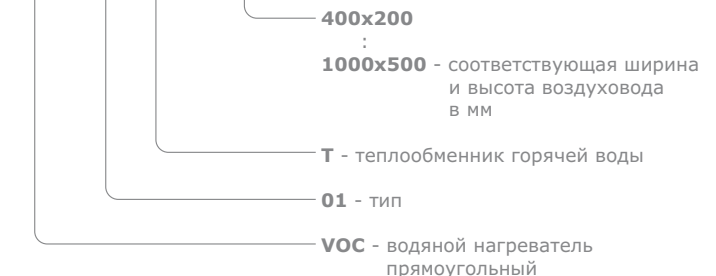 400x200
:
1000x500 - соответствующая ширина
и высота воздуховода
в мм
T - теплообменник горячей воды
01 - тип
VOC - водяной нагреватель
прямоугольный